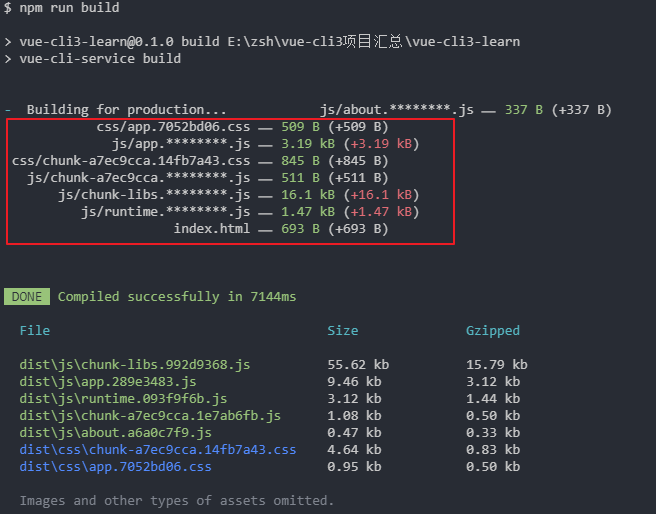 $ npm run build
> vue-cli3-learn@0.1.0 build E:\zsh\vue-cli3项目汇总\vue-cli3-learn
> vue-cli-service build
- Building for production... js/about.********.js — 337 B (+337 B)
css/app.7052bd06.css — 509 B (+509 B)
js/app.********.js — 3.19 kB (+3.19 kB)
css/chunk-a7ec9cca.14fb7a43.css — 845 B (+845 B)
js/chunk-a7ec9cca.********.js — 511 B (+511 B)
js/chunk-libs.********.js — 16.1 kB (+16.1 kB)
js/runtime.********.js — 1.47 kB (+1.47 kB)
index.html — 693 B (+693 B)
DONE Compiled successfully in 7144ms
File Size Gzipped
dist\js\chunk-libs.992d9368.js 55.62 kb 15.79 kb
dist\js\app.289e3483.js 9.46 kb 3.12 kb
dist\js\runtime.093f9f6b.js 3.12 kb 1.44 kb
dist\js\chunk-a7ec9cca.1e7ab6fb.js 1.08 kb 0.50 kb
dist\js\about.a6a0c7f9.js 0.47 kb 0.33 kb
dist\css\chunk-a7ec9cca.14fb7a43.css 4.64 kb 0.83 kb
dist\css\app.7052bd06.css 0.95 kb 0.50 kb
Images and other types of assets omitted.